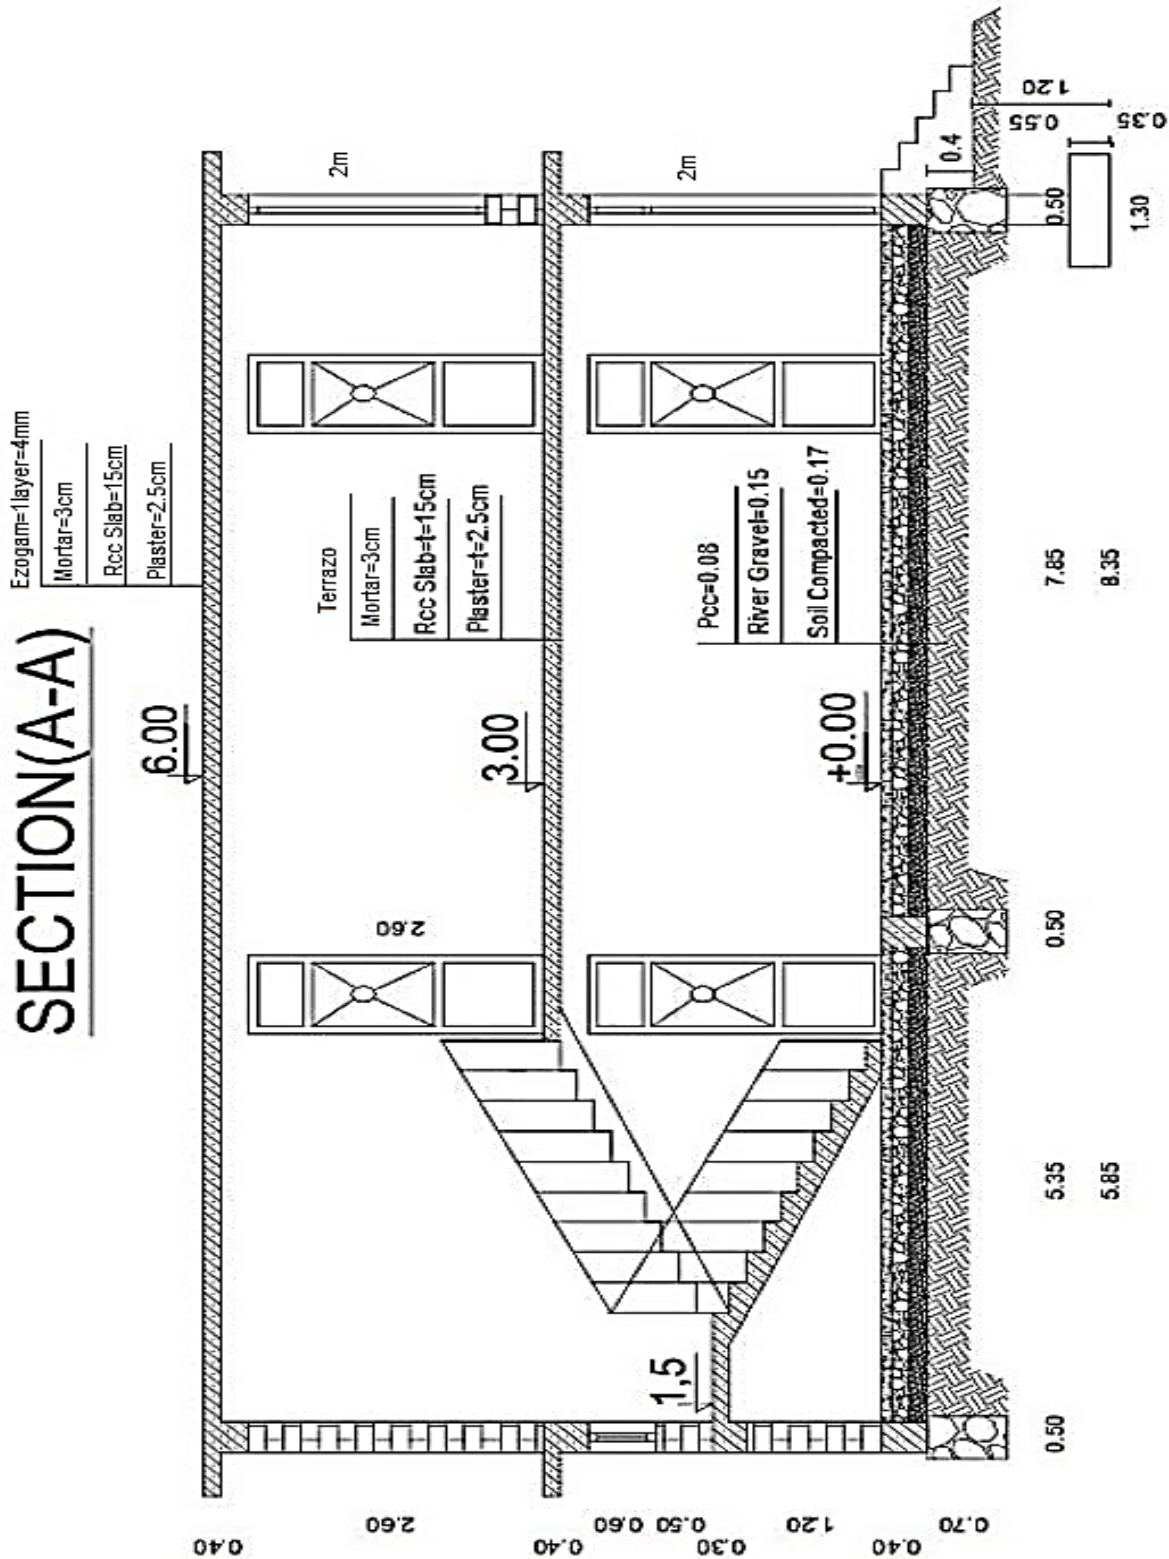 SECTION(A-A)
Ezogam=1layer=4mm
Mortar=3cm
Rcc Slab=15cm
Plaster=2.5cm
6.00
2m
Terrazo
Mortar=3cm
Rcc Slab=t=15cm
Plaster=t=2.5cm
3.00
2.60
2m
Pcc=0.08
River Gravel=0.15
Soil Compacted=0.17
+0.00
1,5
0.40
2.60
0.40
0.60
0.50
0.30
1.20
0.40
0.70
0.4
1.20
0.55
0.35
0.50
5.35
0.50
7.85
0.50
5.85
8.35
1.30